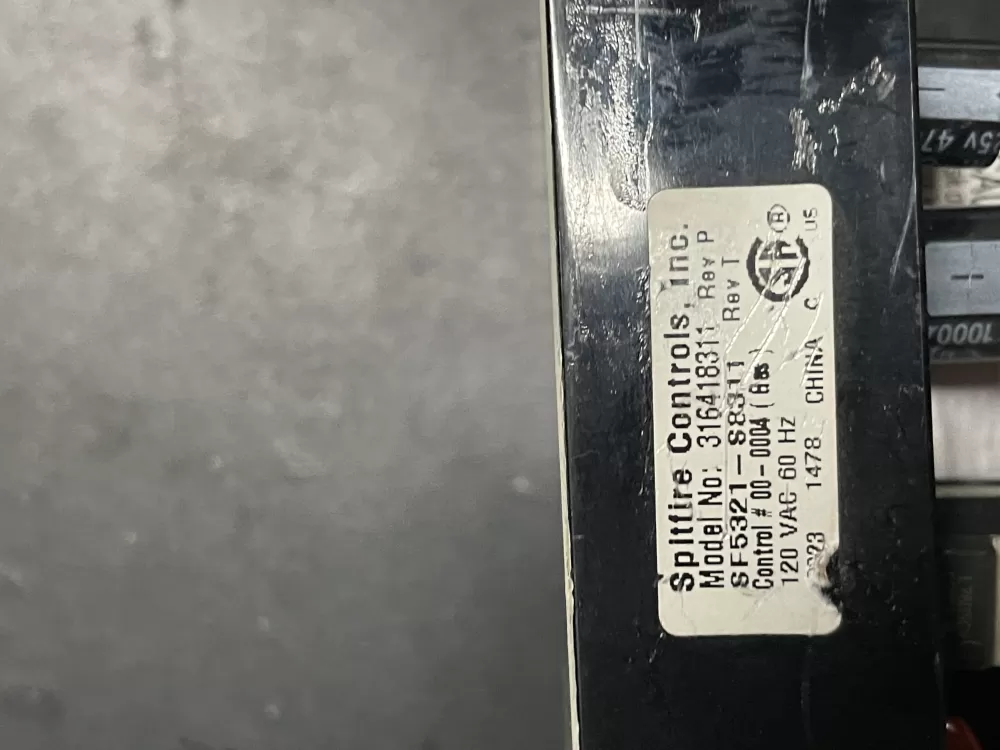 Spitfire Controls, Inc.
Model No: 316418311 Rev P
SF5321-S8311 Rev T
Control # 00-0004 (Gas)
120 VAC 60 Hz
1478 CHINA
C US
®
47
1000